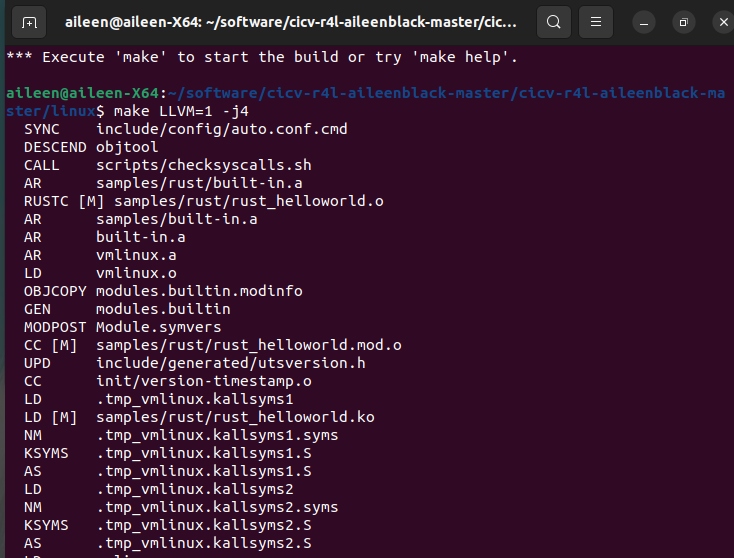 aileen@aileen-X64: ~/software/cicv-r4l-aileenblack-master/cic...
*** Execute 'make' to start the build or try 'make help'.
aileen@aileen-X64:~/software/cicv-r4l-aileenblack-master/cicv-r4l-aileenblack-ma
ster/linux$ make LLVM=1 -j4
  SYNC    include/config/auto.conf.cmd
  DESCEND objtool
  CALL    scripts/checksyscalls.sh
  AR      samples/rust/built-in.a
  RUSTC [M] samples/rust/rust_helloworld.o
  AR      samples/built-in.a
  AR      built-in.a
  AR      vmlinux.a
  LD      vmlinux.o
  OBJCOPY modules.builtin.modinfo
  GEN     modules.builtin
  MODPOST Module.symvers
  CC [M]  samples/rust/rust_helloworld.mod.o
  UPD     include/generated/utsversion.h
  CC      init/version-timestamp.o
  LD      .tmp_vmlinux.kallsyms1
  LD [M]  samples/rust/rust_helloworld.ko
  NM      .tmp_vmlinux.kallsyms1.syms
  KSYMS   .tmp_vmlinux.kallsyms1.S
  AS      .tmp_vmlinux.kallsyms1.S
  LD      .tmp_vmlinux.kallsyms2
  NM      .tmp_vmlinux.kallsyms2.syms
  KSYMS   .tmp_vmlinux.kallsyms2.S
  AS      .tmp_vmlinux.kallsyms2.S